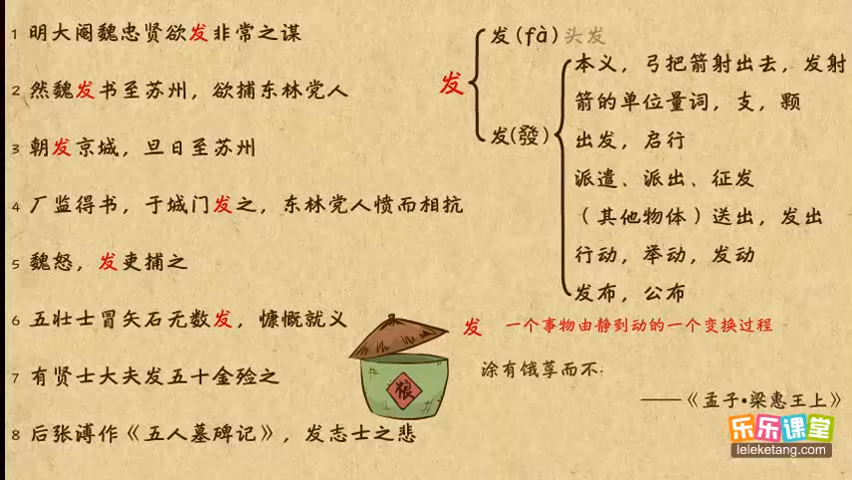 1 明大阉魏忠贤欲发非常之谋
2 然魏发书至苏州，欲捕东林党人
3 朝发京城，旦日至苏州
4 厂监得书，于城门发之，东林党人愤而相抗
5 魏怒，发吏捕之
6 五壮士冒矢石无数发，慷慨就义
7 有贤士大夫发五十金殓之
8 后张溥作《五人墓碑记》，发志士之悲
发
发(fà)头发
发(發)
本义，弓把箭射出去，发射
箭的单位量词，支，颗
出发，启行
派遣、派出、征发
（其他物体）送出，发出
行动，举动，发动
发布，公布
发 一个事物由静到动的一个变换过程
涂有饿莩而不
——《孟子·梁惠王上》
狼
乐乐课堂
leleketang.com